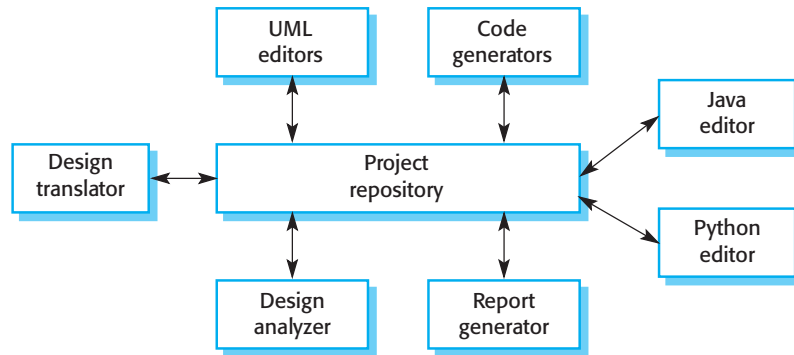 UML
editors
Code
generators
Java
editor
Design
translator
Project
repository
Python
editor
Design
analyzer
Report
generator